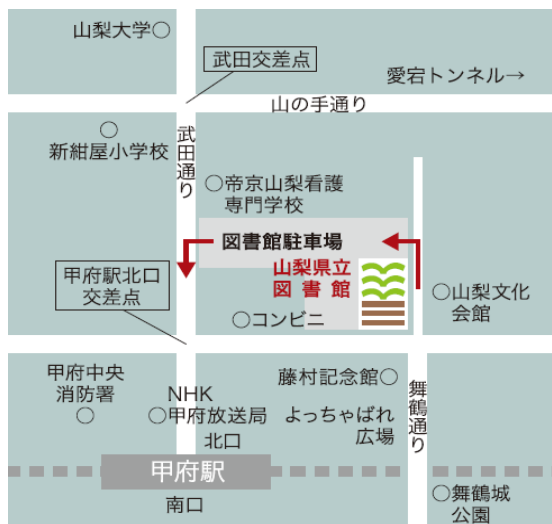 山梨大学○
武田交差点
愛宕トンネル→
山の手通り
○
新紺屋小学校
武田通り
○帝京山梨看護
専門学校
図書館駐車場
山梨県立
図書館
甲府駅北口
交差点
○山梨文化
会館
○コンビニ
甲府中央
消防署
○
NHK
○甲府放送局
北口
藤村記念館○
よっちゃばれ
広場
舞鶴通り
甲府駅
南口
○舞鶴城
公園